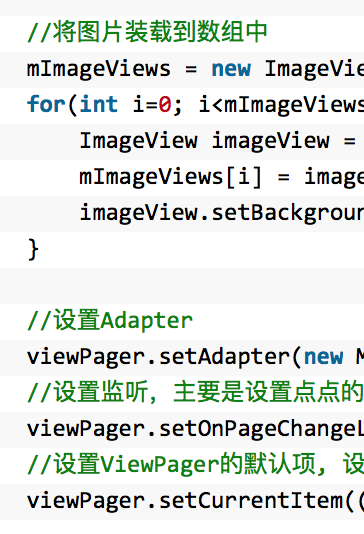 //将图片装载到数组中
mImageViews = new ImageVie
for(int i=0; i<mImageViews
ImageView imageView =
mImageViews[i] = image
imageView.setBackgroun
}
//设置Adapter
viewPager.setAdapter(new M
//设置监听，主要是设置点点的
viewPager.setOnPageChangeL
//设置ViewPager的默认项, 设
viewPager.setCurrentItem((